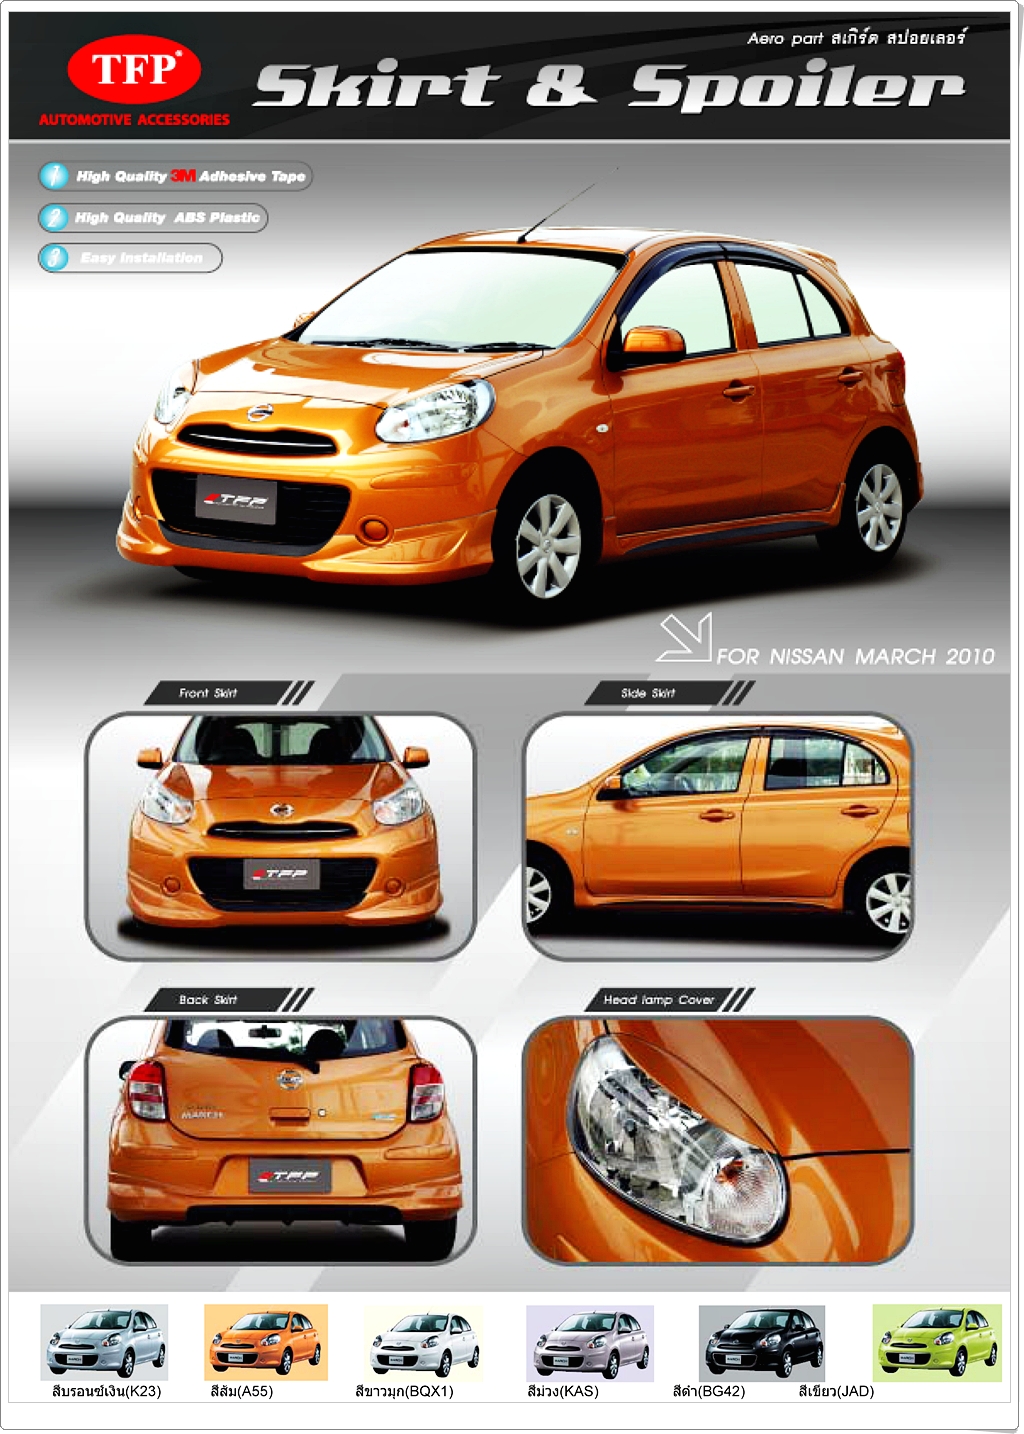 Aero part สเกิร์ต สปอยเลอร์
TFP®
AUTOMOTIVE ACCESSORIES
Skirt & Spoiler
1 High Quality 3M Adhesive Tape
2 High Quality ABS Plastic
3 Easy Installation
TFP
FOR NISSAN MARCH 2010
Front Skirt
Side Skirt
TFP
Back Skirt
Head lamp Cover
MARCH
TFP
สีบรอนซ์เงิน(K23) สีส้ม(A55) สีขาวมุก(BQX1) สีม่วง(KAS) สีดำ(BG42) สีเขียว(JAD)